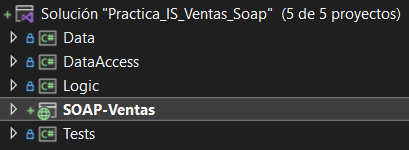 Solución "Practica_IS_Ventas_Soap" (5 de 5 proyectos)
Data
DataAccess
Logic
SOAP-Ventas
Tests